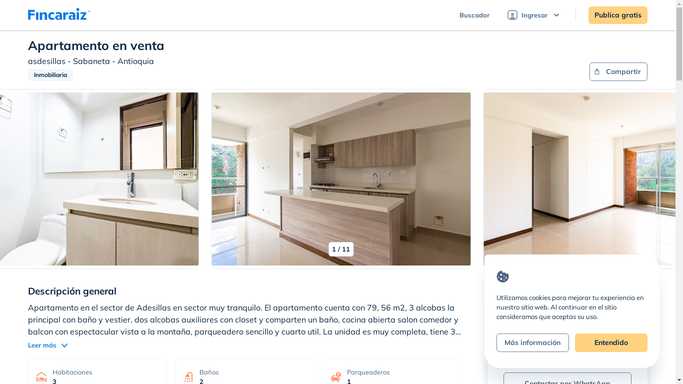 Fincaraiz
Buscador
Ingresar
Publica gratis
Apartamento en venta
asdesillas - Sabaneta - Antioquia
Inmobiliaria
Compartir
1 / 11
Descripción general
Apartamento en el sector de Adesillas en sector muy tranquilo. El apartamento cuenta con 79, 56 m2, 3 alcobas la
principal con baño y vestier. dos alcobas auxiliares con closet y comparten un baño, cocina abierta salon comedor y
balcon con espectacular vista a la montaña, parqueadero sencillo y cuarto util. La unidad es muy completa, tiene 3...
Leer más
Habitaciones
3
Baños
2
Parqueaderos
1
Utilizamos cookies para mejorar tu experiencia en
nuestro sitio web. Al continuar en el sitio
consideramos que aceptas su uso.
Más información
Entendido
Contactar por WhatsApp